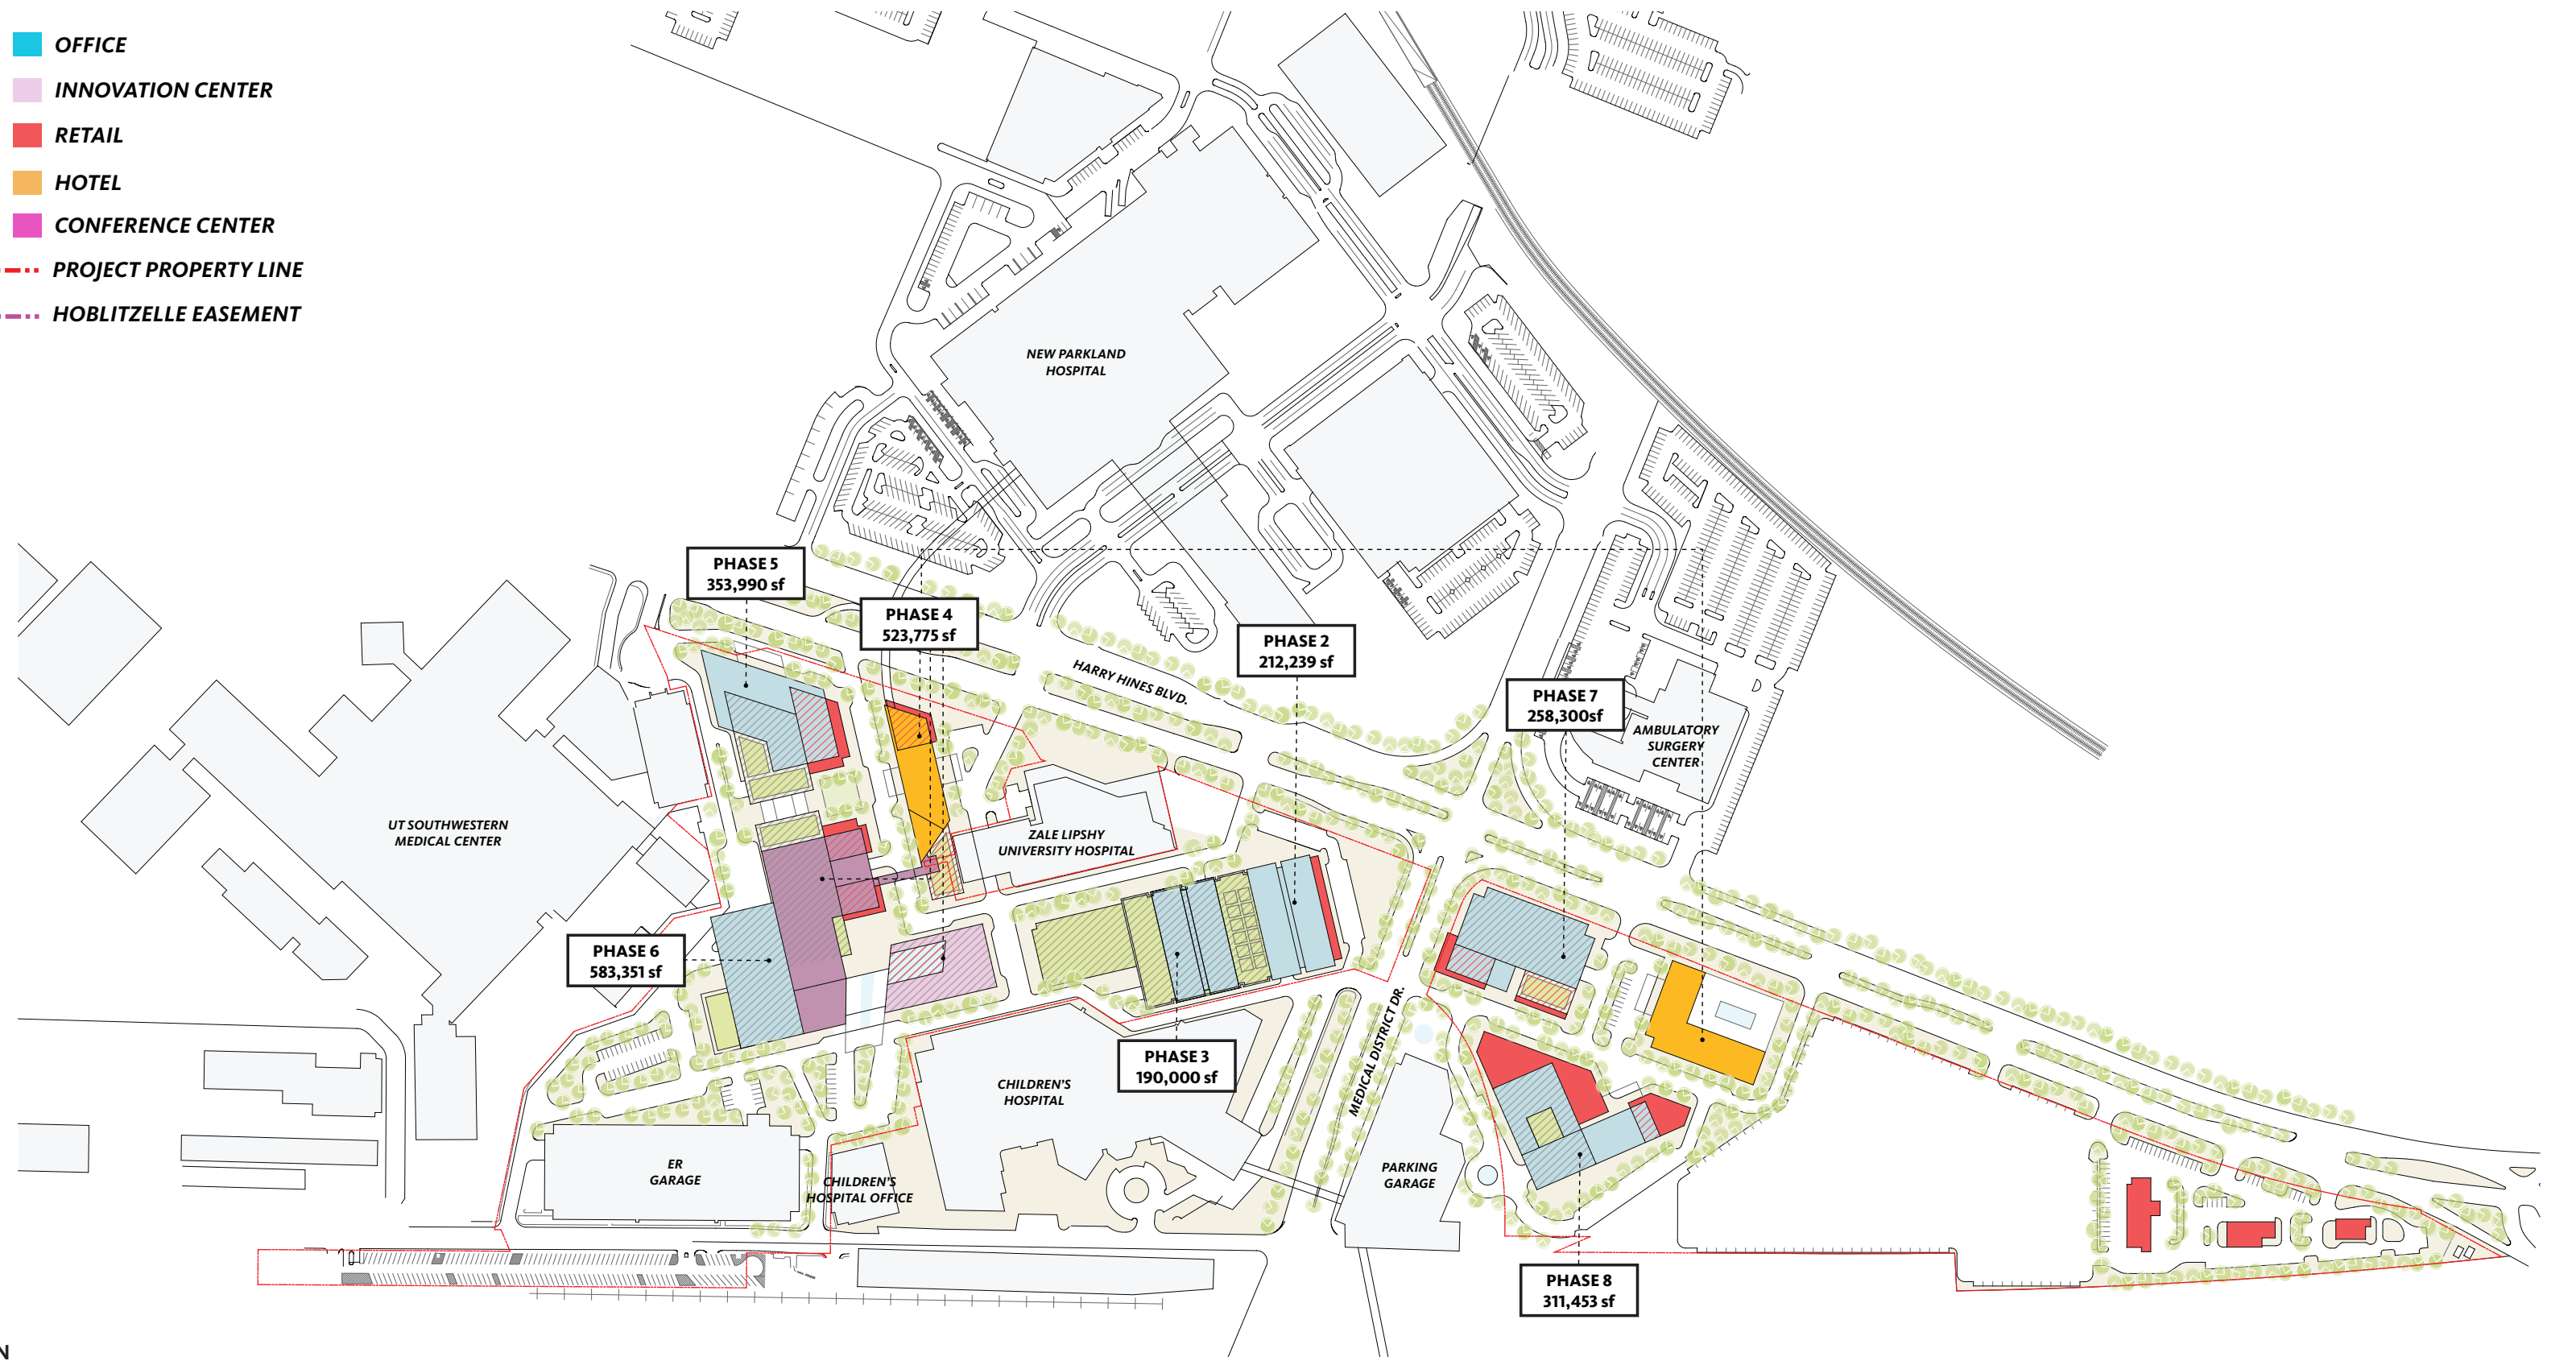 OFFICE
INNOVATION CENTER
RETAIL
HOTEL
CONFERENCE CENTER
PROJECT PROPERTY LINE
HOBLITZELLE EASEMENT
NEW PARKLAND
HOSPITAL
PHASE 5
353,990 sf
PHASE 4
523,775 sf
PHASE 2
212,239 sf
HARRY HINES BLVD.
PHASE 7
258,300sf
AMBULATORY
SURGERY
CENTER
UT SOUTHWESTERN
MEDICAL CENTER
ZALE LIPSHY
UNIVERSITY HOSPITAL
PHASE 6
583,351 sf
PHASE 3
190,000 sf
MEDICAL DISTRICT DR.
CHILDREN'S
HOSPITAL
ER
GARAGE
CHILDREN'S
HOSPITAL OFFICE
PARKING
GARAGE
PHASE 8
311,453 sf
N